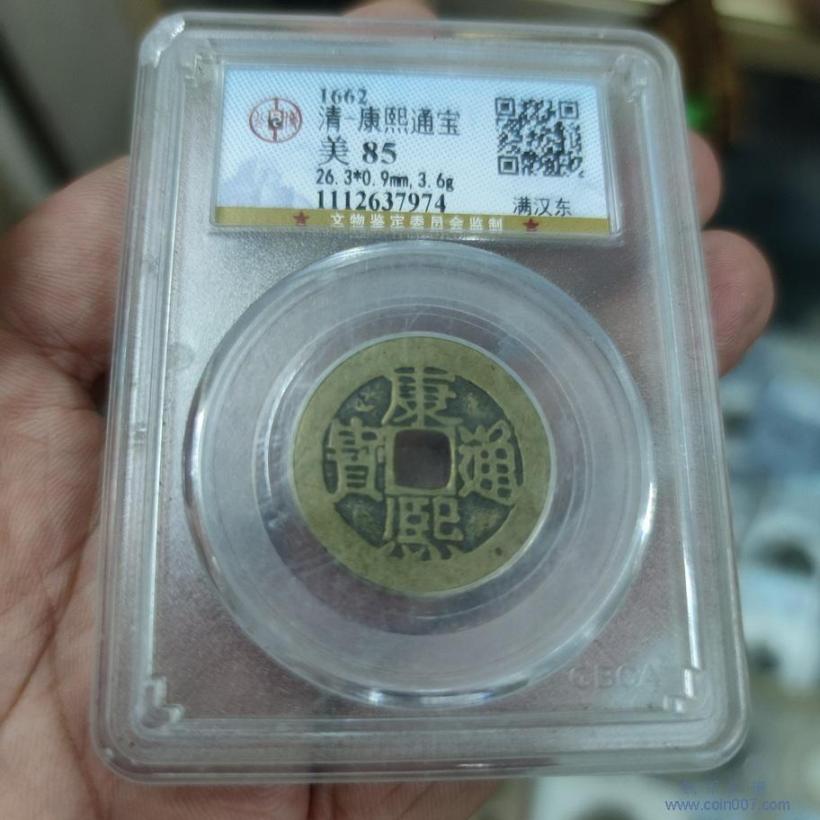 1662
清-康熙通宝
美 85
26.3*0.9mm, 3.6g
1112637974
满汉东
文物鉴定委员会监制
康熙通寶
GBCA
www.coin007.com